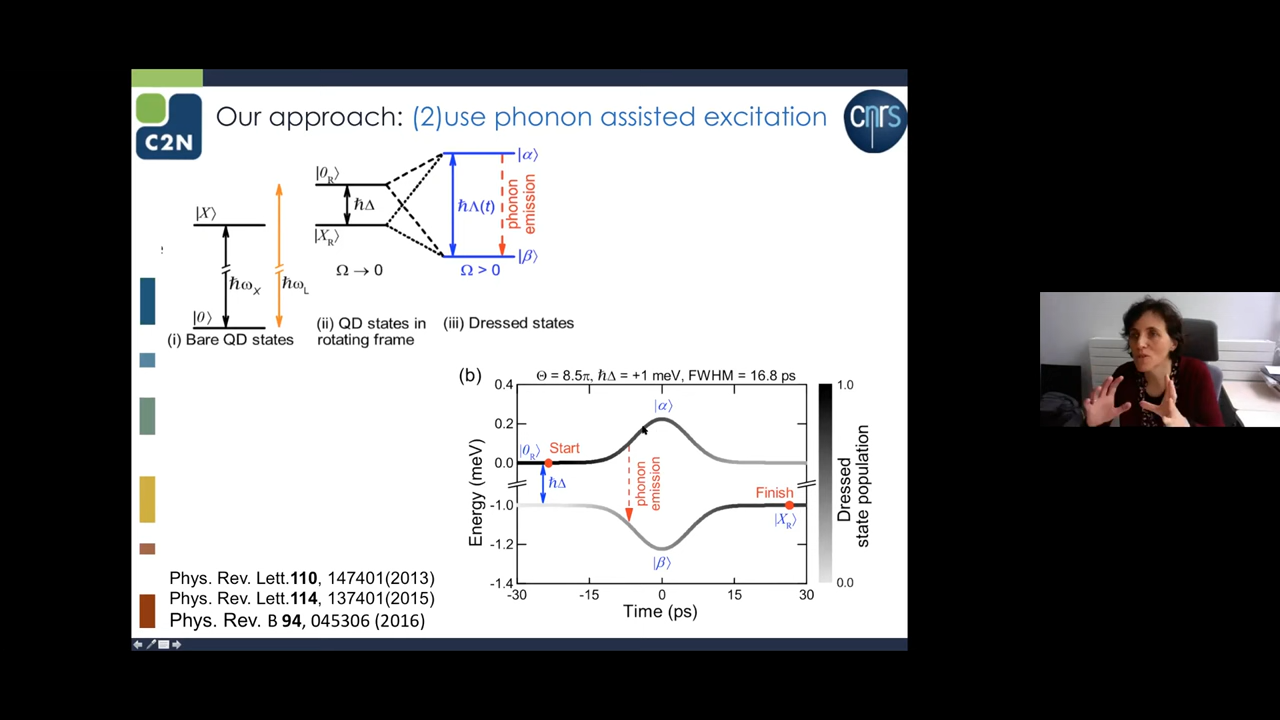 Our approach: (2)use phonon assisted excitation
C2N
cnrs
|X⟩
ħω_X
ħω_L
|0⟩
(i) Bare QD states
|0_R⟩
ħΔ
|X_R⟩
Ω → 0
(ii) QD states in
rotating frame
|α⟩
ħΛ(t)
phonon
emission
|β⟩
Ω > 0
(iii) Dressed states
(b)
Θ = 8.5π, ħΔ = +1 meV, FWHM = 16.8 ps
0.4
0.2
0.0
-1.0
-1.2
-1.4
Energy (meV)
|α⟩
|0_R⟩
Start
ħΔ
phonon
emission
Finish
|X_R⟩
|β⟩
-30
-15
0
15
30
Time (ps)
1.0
0.0
Dressed
state population
Phys. Rev. Lett.110, 147401(2013)
Phys. Rev. Lett.114, 137401(2015)
Phys. Rev. B 94, 045306 (2016)